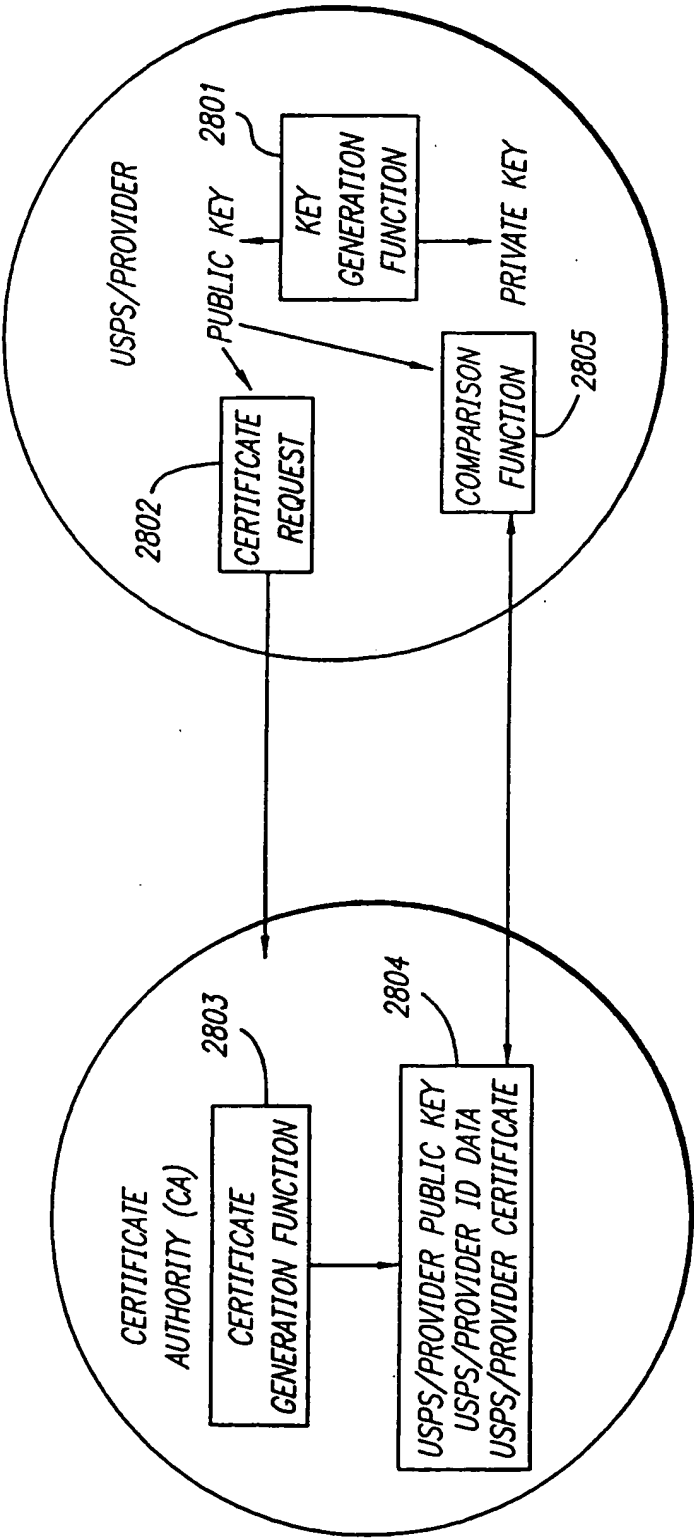 CERTIFICATE
AUTHORITY (CA)
2803
CERTIFICATE
GENERATION FUNCTION
2804
USPS/PROVIDER PUBLIC KEY
USPS/PROVIDER ID DATA
USPS/PROVIDER CERTIFICATE
USPS/PROVIDER
2802
CERTIFICATE
REQUEST
PUBLIC KEY
2801
KEY
GENERATION
FUNCTION
PRIVATE KEY
COMPARISON
FUNCTION
2805